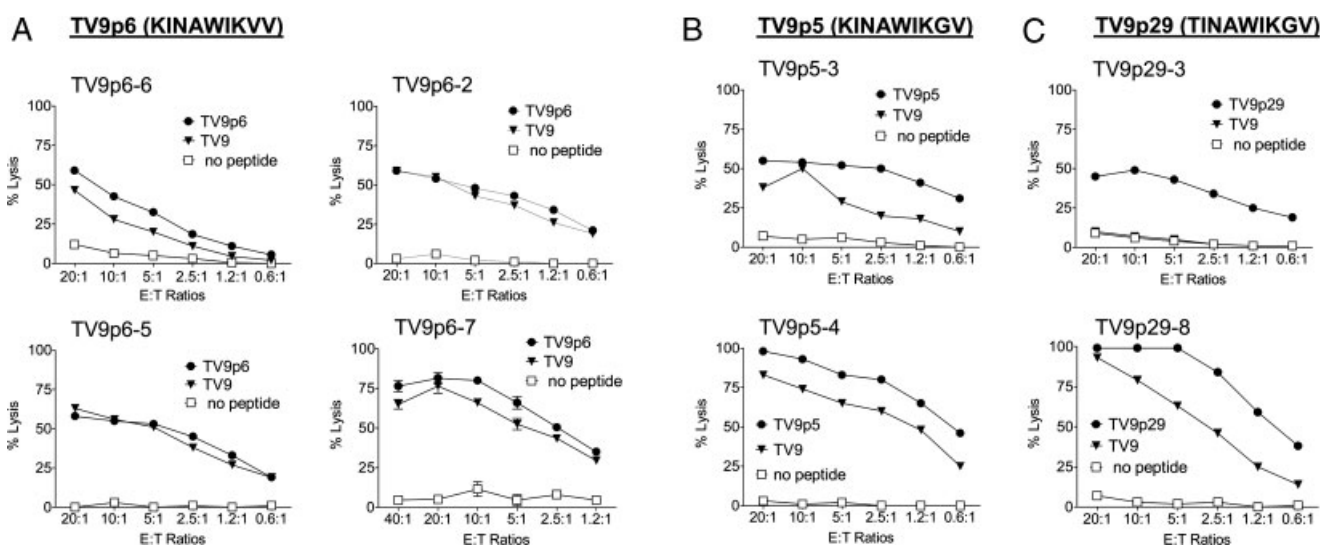 A
TV9p6 (KINAWIKVV)
TV9p6-6
100
75
50
25
0
% Lysis
TV9p6
TV9
no peptide
20:1 10:1 5:1 2.5:1 1.2:1 0.6:1
E:T Ratios
TV9p6-2
100
75
50
25
0
% Lysis
TV9p6
TV9
no peptide
20:1 10:1 5:1 2.5:1 1.2:1 0.6:1
E:T Ratios
TV9p6-5
100
75
50
25
0
% Lysis
TV9p6
TV9
no peptide
20:1 10:1 5:1 2.5:1 1.2:1 0.6:1
E:T Ratios
TV9p6-7
100
75
50
25
0
% Lysis
TV9p6
TV9
no peptide
40:1 20:1 10:1 5:1 2.5:1 1.2:1
E:T Ratios
B
TV9p5 (KINAWIKGV)
TV9p5-3
100
75
50
25
0
% Lysis
TV9p5
TV9
no peptide
20:1 10:1 5:1 2.5:1 1.2:1 0.6:1
E:T Ratios
TV9p5-4
100
75
50
25
0
% Lysis
TV9p5
TV9
no peptide
20:1 10:1 5:1 2.5:1 1.2:1 0.6:1
E:T Ratios
C
TV9p29 (TINAWIKGV)
TV9p29-3
100
75
50
25
0
% Lysis
TV9p29
TV9
no peptide
20:1 10:1 5:1 2.5:1 1.2:1 0.6:1
E:T Ratios
TV9p29-8
100
75
50
25
0
% Lysis
TV9p29
TV9
no peptide
20:1 10:1 5:1 2.5:1 1.2:1 0.6:1
E:T Ratios